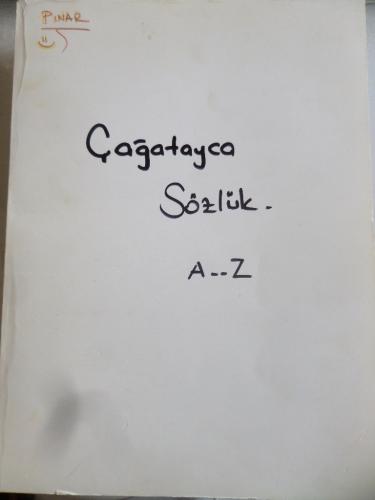 PINAR
Çağatayca
Sözlük.
A..Z